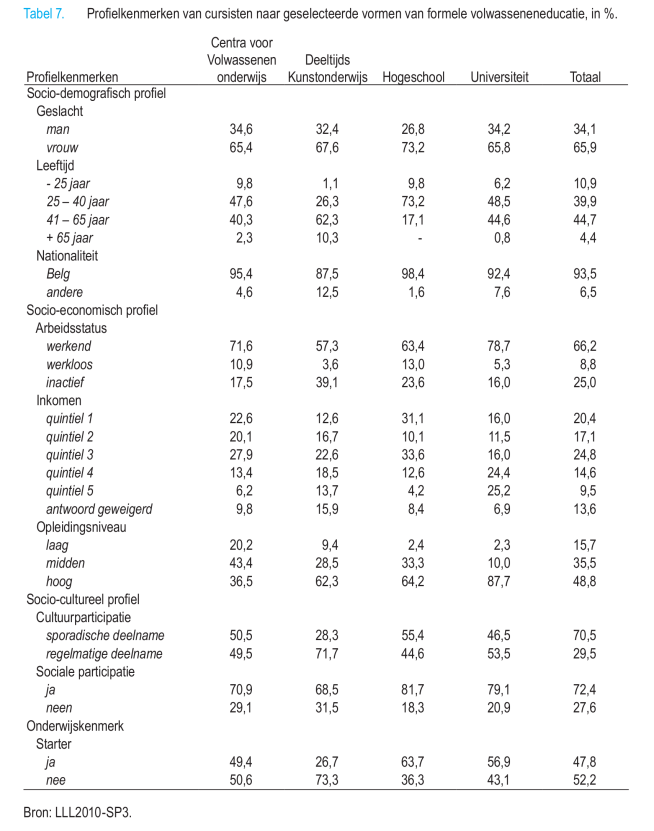 Tabel 7. Profielkenmerken van cursisten naar geselecteerde vormen van formele volwasseneneducatie, in %.
Centra voor
Volwassenen Deeltijds
Profielkenmerken onderwijs Kunstonderwijs Hogeschool Universiteit Totaal
Socio-demografisch profiel
Geslacht
man 34,6 32,4 26,8 34,2 34,1
vrouw 65,4 67,6 73,2 65,8 65,9
Leeftijd
- 25 jaar 9,8 1,1 9,8 6,2 10,9
25 – 40 jaar 47,6 26,3 73,2 48,5 39,9
41 – 65 jaar 40,3 62,3 17,1 44,6 44,7
+ 65 jaar 2,3 10,3 - 0,8 4,4
Nationaliteit
Belg 95,4 87,5 98,4 92,4 93,5
andere 4,6 12,5 1,6 7,6 6,5
Socio-economisch profiel
Arbeidsstatus
werkend 71,6 57,3 63,4 78,7 66,2
werkloos 10,9 3,6 13,0 5,3 8,8
inactief 17,5 39,1 23,6 16,0 25,0
Inkomen
quintiel 1 22,6 12,6 31,1 16,0 20,4
quintiel 2 20,1 16,7 10,1 11,5 17,1
quintiel 3 27,9 22,6 33,6 16,0 24,8
quintiel 4 13,4 18,5 12,6 24,4 14,6
quintiel 5 6,2 13,7 4,2 25,2 9,5
antwoord geweigerd 9,8 15,9 8,4 6,9 13,6
Opleidingsniveau
laag 20,2 9,4 2,4 2,3 15,7
midden 43,4 28,5 33,3 10,0 35,5
hoog 36,5 62,3 64,2 87,7 48,8
Socio-cultureel profiel
Cultuurparticipatie
sporadische deelname 50,5 28,3 55,4 46,5 70,5
regelmatige deelname 49,5 71,7 44,6 53,5 29,5
Sociale participatie
ja 70,9 68,5 81,7 79,1 72,4
neen 29,1 31,5 18,3 20,9 27,6
Onderwijskenmerk
Starter
ja 49,4 26,7 63,7 56,9 47,8
nee 50,6 73,3 36,3 43,1 52,2
Bron: LLL2010-SP3.